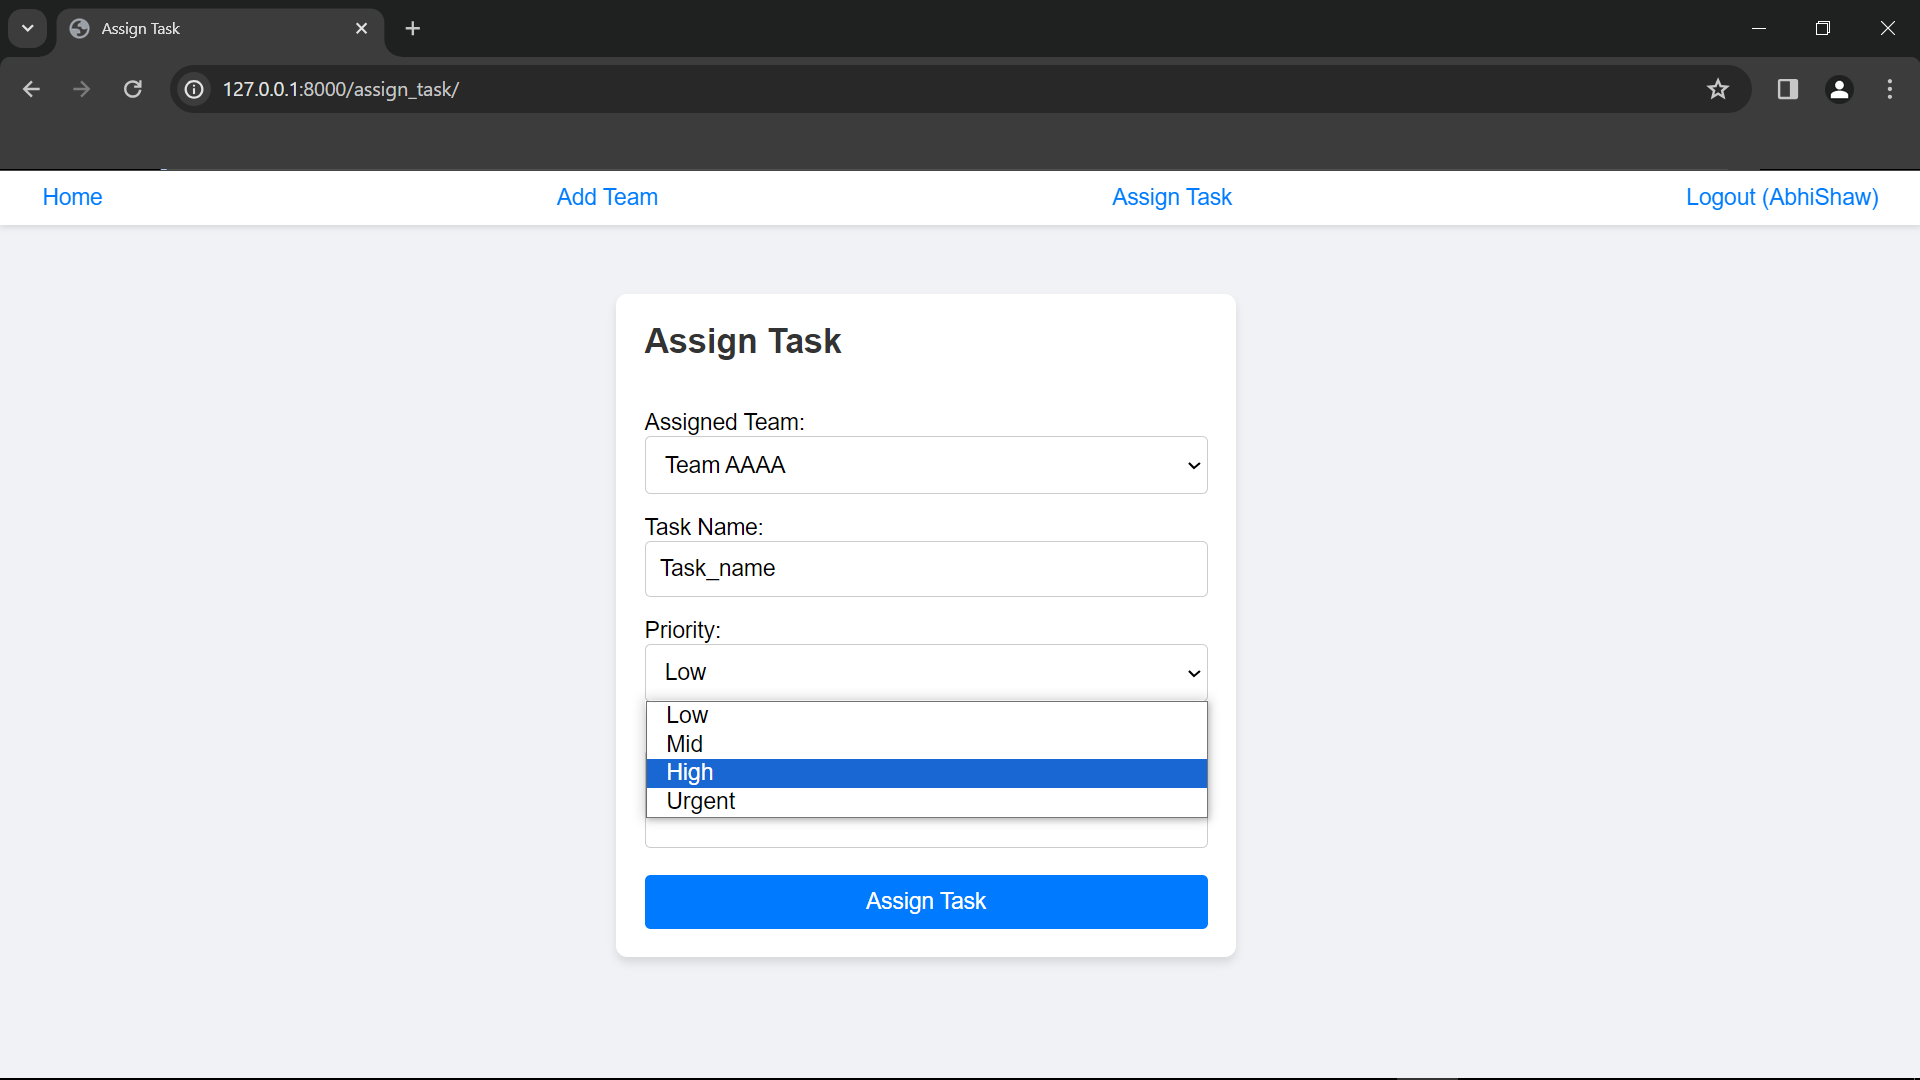 Assign Task
127.0.0.1:8000/assign_task/
Home Add Team Assign Task Logout (AbhiShaw)
Assign Task
Assigned Team:
Team AAAA
Task Name:
Task_name
Priority:
Low
Low
Mid
High
Urgent
Assign Task